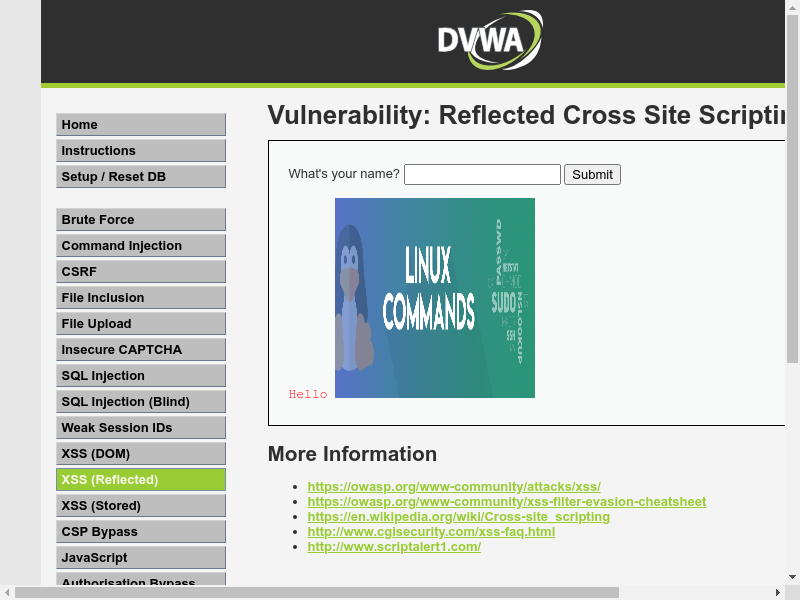 DVWA
Home
Instructions
Setup / Reset DB
Brute Force
Command Injection
CSRF
File Inclusion
File Upload
Insecure CAPTCHA
SQL Injection
SQL Injection (Blind)
Weak Session IDs
XSS (DOM)
XSS (Reflected)
XSS (Stored)
CSP Bypass
JavaScript
Authorisation Bypass
Vulnerability: Reflected Cross Site Scripti
What's your name? Submit
LINUX
COMMANDS
PASSWD
NETSTAT
SUDO
SSH
NSLOOKUP
Hello
More Information
https://owasp.org/www-community/attacks/xss/
https://owasp.org/www-community/xss-filter-evasion-cheatsheet
https://en.wikipedia.org/wiki/Cross-site_scripting
http://www.cgisecurity.com/xss-faq.html
http://www.scriptalert1.com/